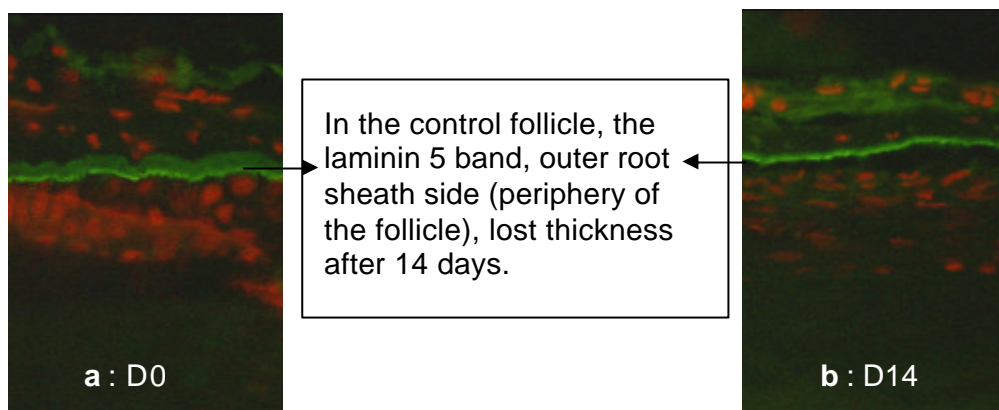 In the control follicle, the
laminin 5 band, outer root
sheath side (periphery of
the follicle), lost thickness
after 14 days.
a : D0
b : D14